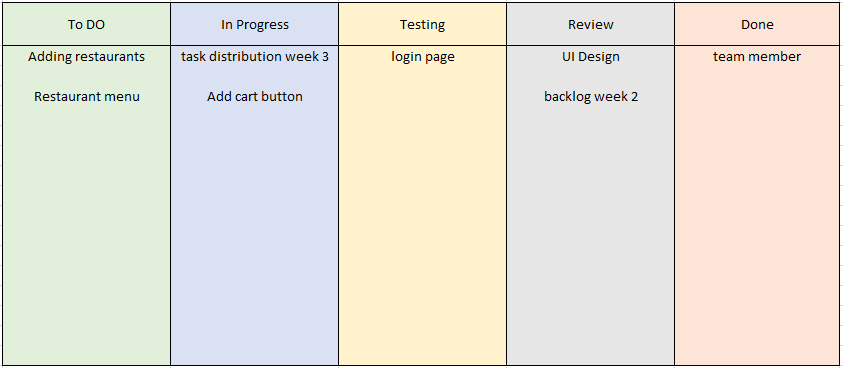 To DO
In Progress
Testing
Review
Done
Adding restaurants
task distribution week 3
login page
UI Design
team member
Restaurant menu
Add cart button
backlog week 2